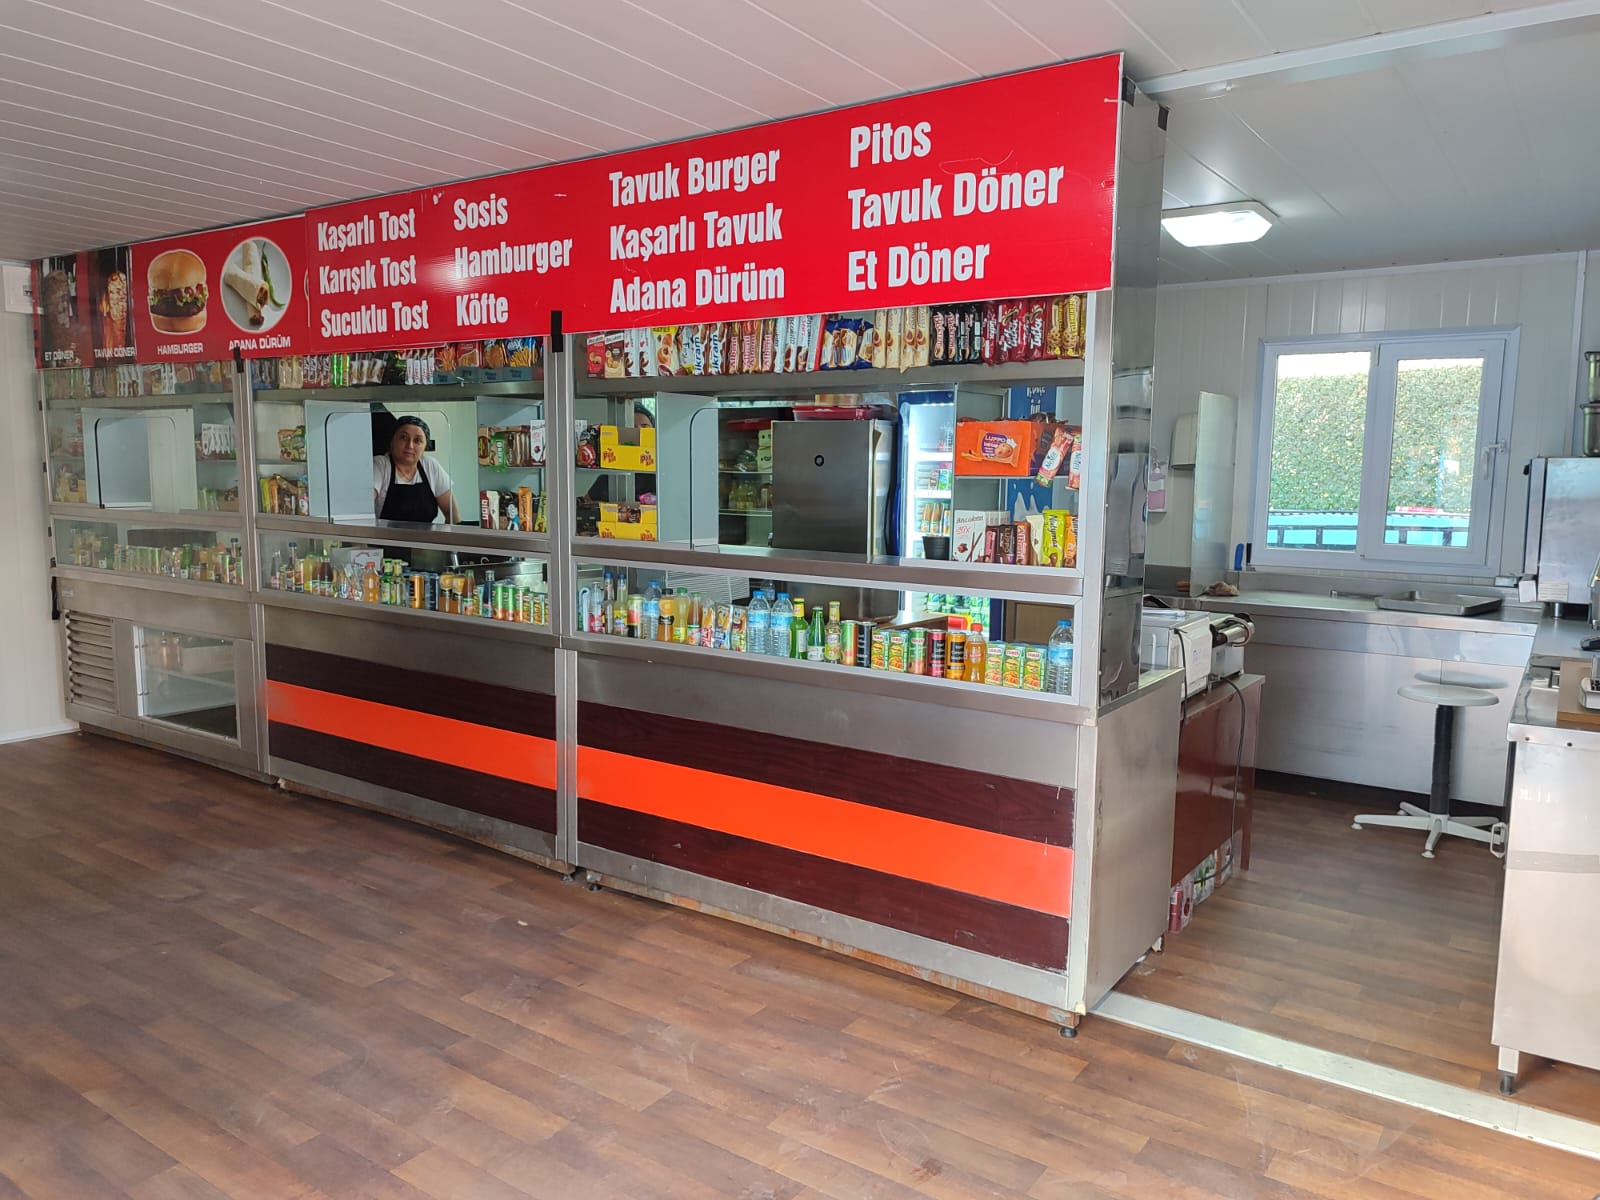 ET DÖNER
TAVUK DÖNER
HAMBURGER
ADANA DÜRÜM
Kaşarlı Tost
Karışık Tost
Sucuklu Tost
Sosis
Hamburger
Köfte
Tavuk Burger
Kaşarlı Tavuk
Adana Dürüm
Pitos
Tavuk Döner
Et Döner
LUPPO